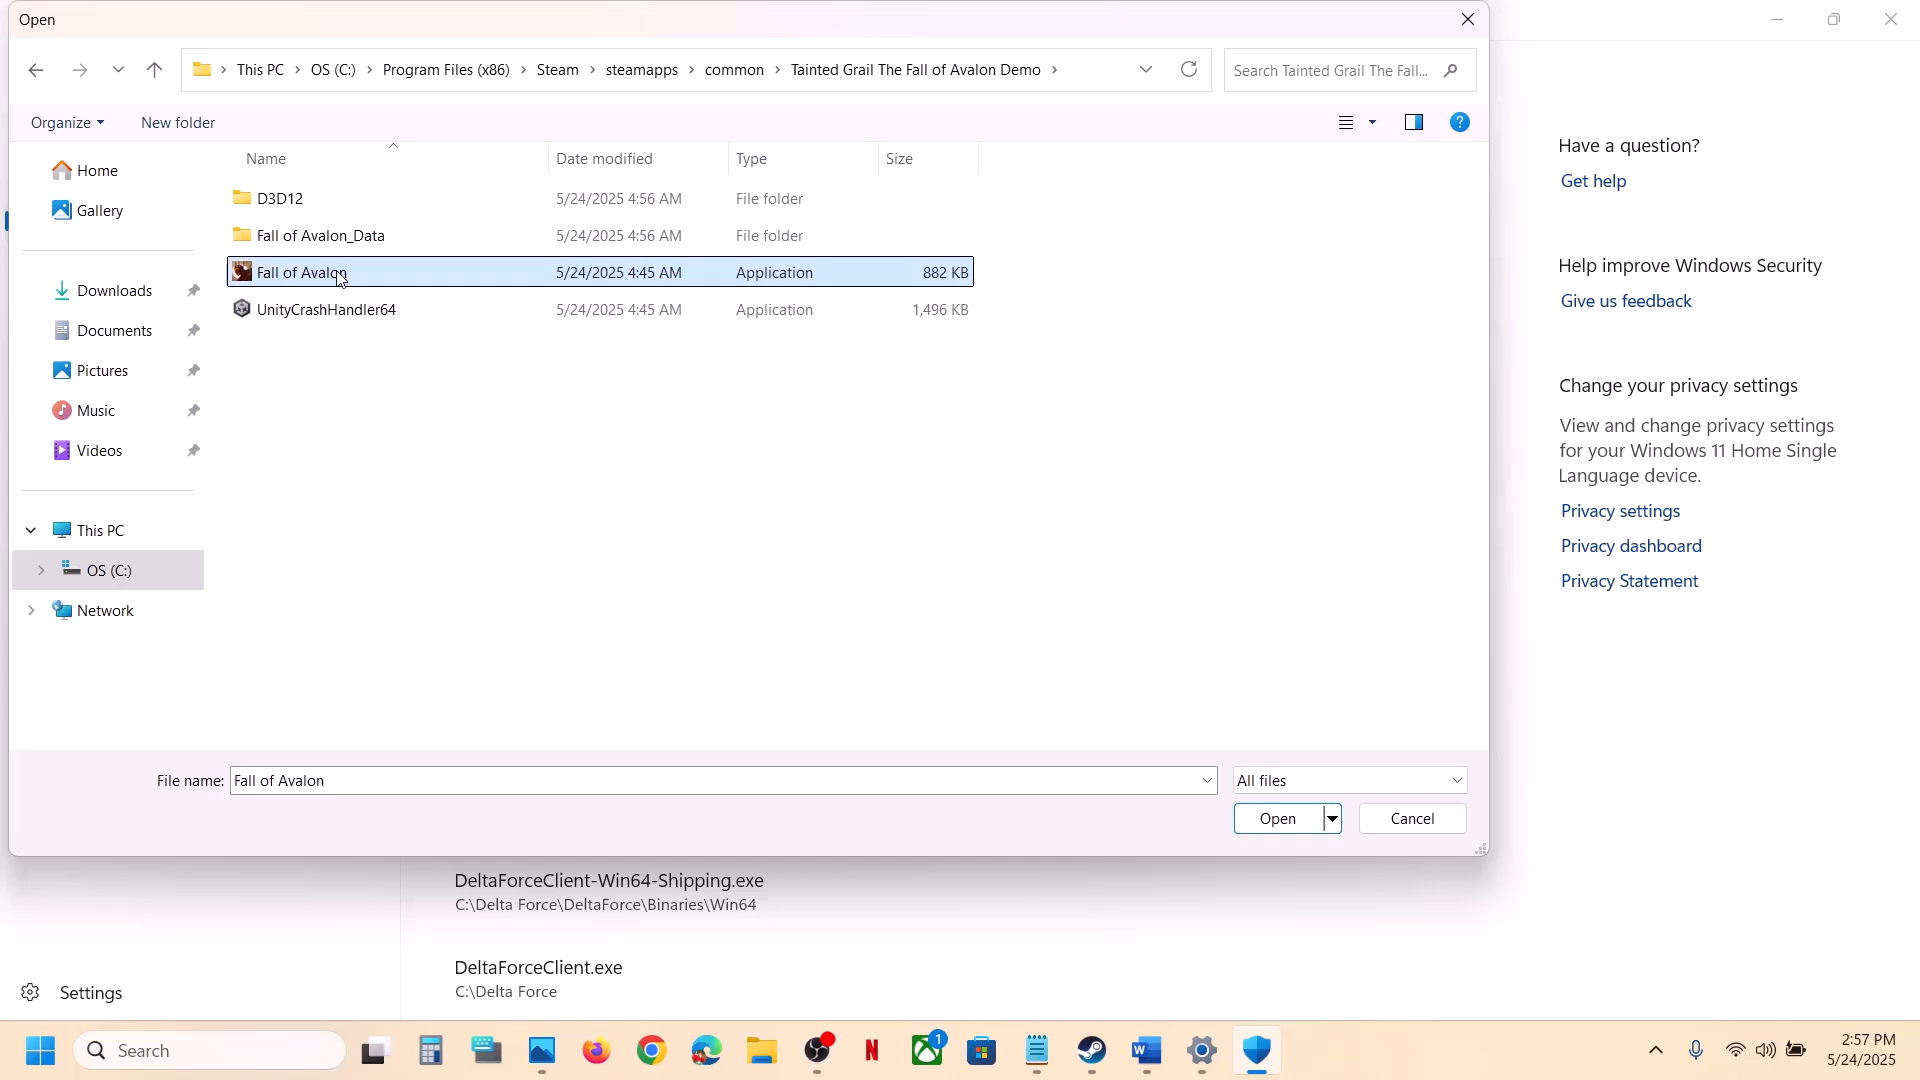 Open
This PC > OS (C:) > Program Files (x86) > Steam > steamapps > common > Tainted Grail The Fall of Avalon Demo >
Search Tainted Grail The Fall...
Organize
New folder
Name
Date modified
Type
Size
Home
Gallery
Downloads
Documents
Pictures
Music
Videos
This PC
OS (C:)
Network
D3D12 5/24/2025 4:56 AM File folder
Fall of Avalon_Data 5/24/2025 4:56 AM File folder
Fall of Avalon 5/24/2025 4:45 AM Application 882 KB
UnityCrashHandler64 5/24/2025 4:45 AM Application 1,496 KB
File name: Fall of Avalon
All files
Open
Cancel
Have a question?
Get help
Help improve Windows Security
Give us feedback
Change your privacy settings
View and change privacy settings
for your Windows 11 Home Single
Language device.
Privacy settings
Privacy dashboard
Privacy Statement
DeltaForceClient-Win64-Shipping.exe
C:\Delta Force\DeltaForce\Binaries\Win64
DeltaForceClient.exe
C:\Delta Force
Settings
Search
1
2:57 PM
5/24/2025